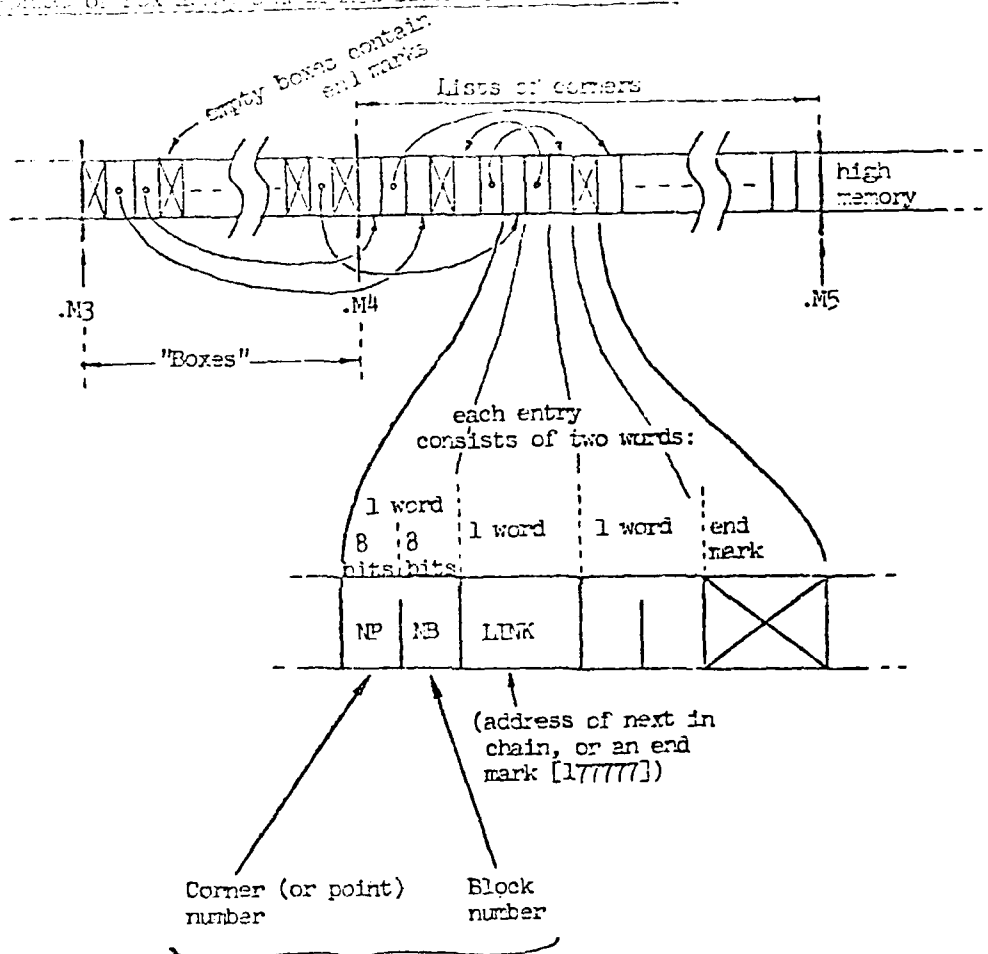 empty boxes contain
end marks
Lists of corners
high
memory
.M3
.M4
.M5
"Boxes"
each entry
consists of two words:
1 word
8
bits
8
bits
1 word
1 word
end
mark
NP
NB
LINK
(address of next in
chain, or an end
mark [177777])
Corner (or point)
number
Block
number